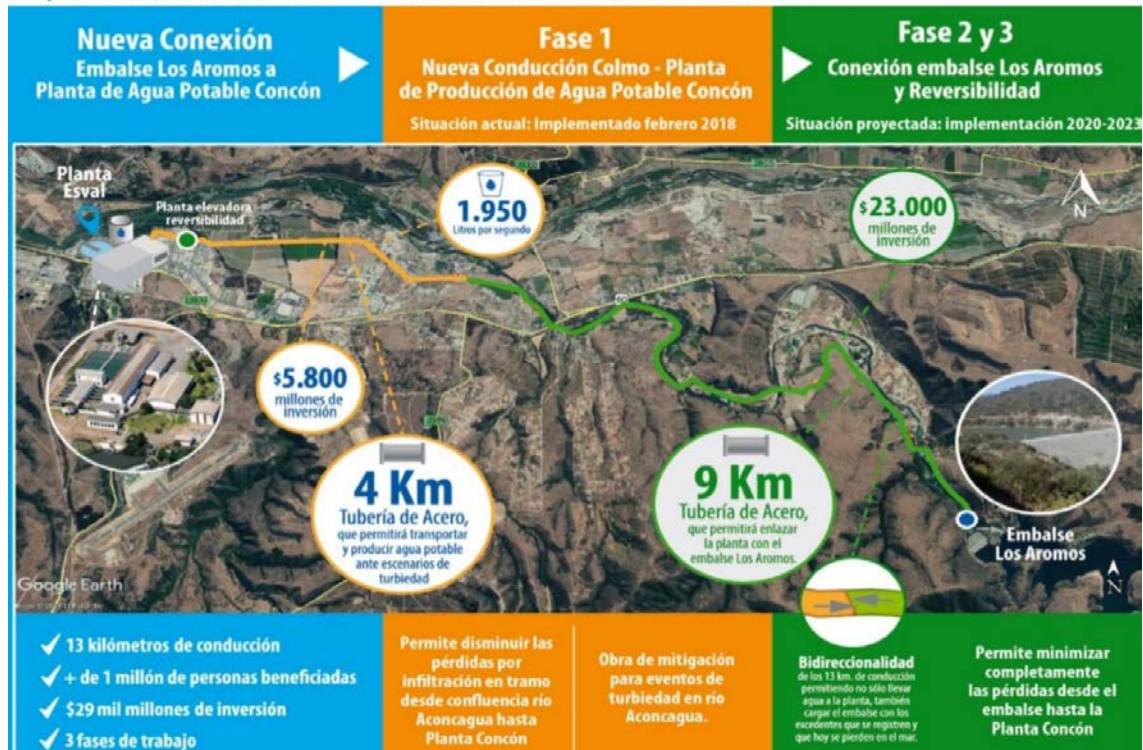 Nueva Conexión
Embalse Los Aromos a
Planta de Agua Potable Concón
Fase 1
Nueva Conducción Colmo - Planta
de Producción de Agua Potable Concón
Situación actual: Implementado febrero 2018
Fase 2 y 3
Conexión embalse Los Aromos
y Reversibilidad
Situación proyectada: implementación 2020-2023
Planta
Esval
Planta elevadora
reversibilidad
1.950
Litros por segundo
$23.000
millones de
inversión
N
$5.800
millones de
inversión
4 Km
Tubería de Acero,
que permitirá transportar
y producir agua potable
ante escenarios de
turbiedad
9 Km
Tubería de Acero,
que permitirá enlazar
la planta con el
embalse Los Aromos.
Embalse
Los Aromos
Google Earth
N
13 kilómetros de conducción
+ de 1 millón de personas beneficiadas
$29 mil millones de inversión
3 fases de trabajo
Permite disminuir las
pérdidas por
infiltración en tramo
desde confluencia río
Aconcagua hasta
Planta Concón
Obra de mitigación
para eventos de
turbiedad en río
Aconcagua.
Bidireccionalidad
de los 13 km. de conducción
permitiendo no sólo llevar
agua a la planta, también
cargar el embalse con los
excedentes que se registren y
que hoy se pierden en el mar.
Permite minimizar
completamente
las pérdidas desde el
embalse hasta la
Planta Concón